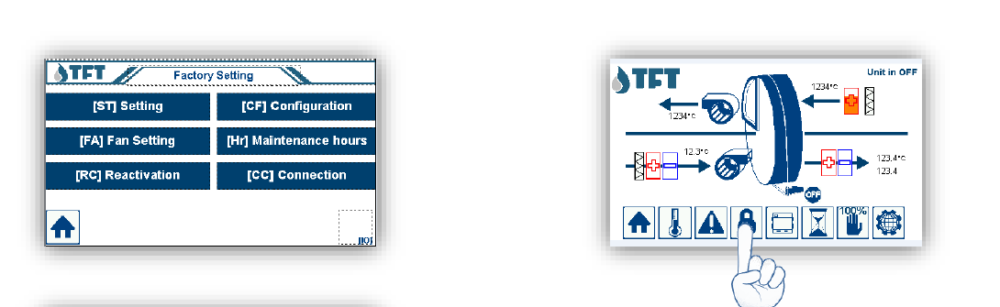 TFT
Factory Setting
[ST] Setting
[CF] Configuration
[FA] Fan Setting
[Hr] Maintenance hours
[RC] Reactivation
[CC] Connection
TFT
Unit in OFF
1234°C
1234°C
12.3°C
123.4°C
123.4
OFF
100%